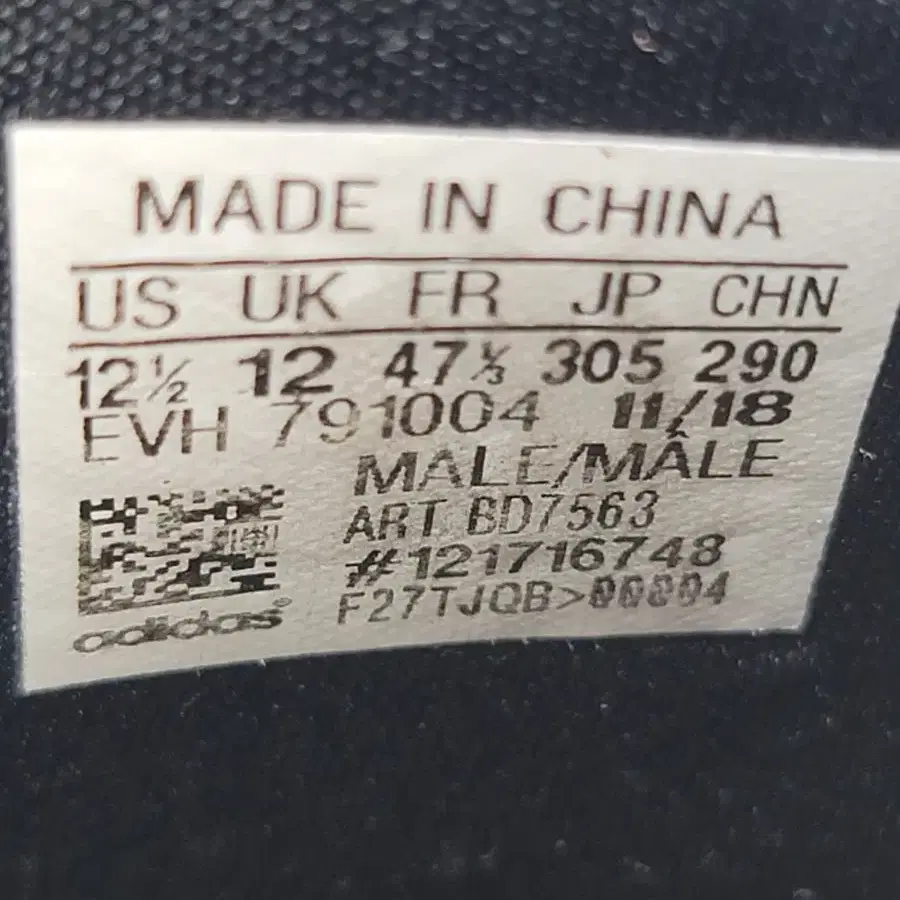 MADE IN CHINA
US UK FR JP CHN
12½ 12 47⅓ 305 290
EVH 791004 11/18
MALE/MÂLE
ART BD7563
#121716748
F27TJQB>00004
adidas